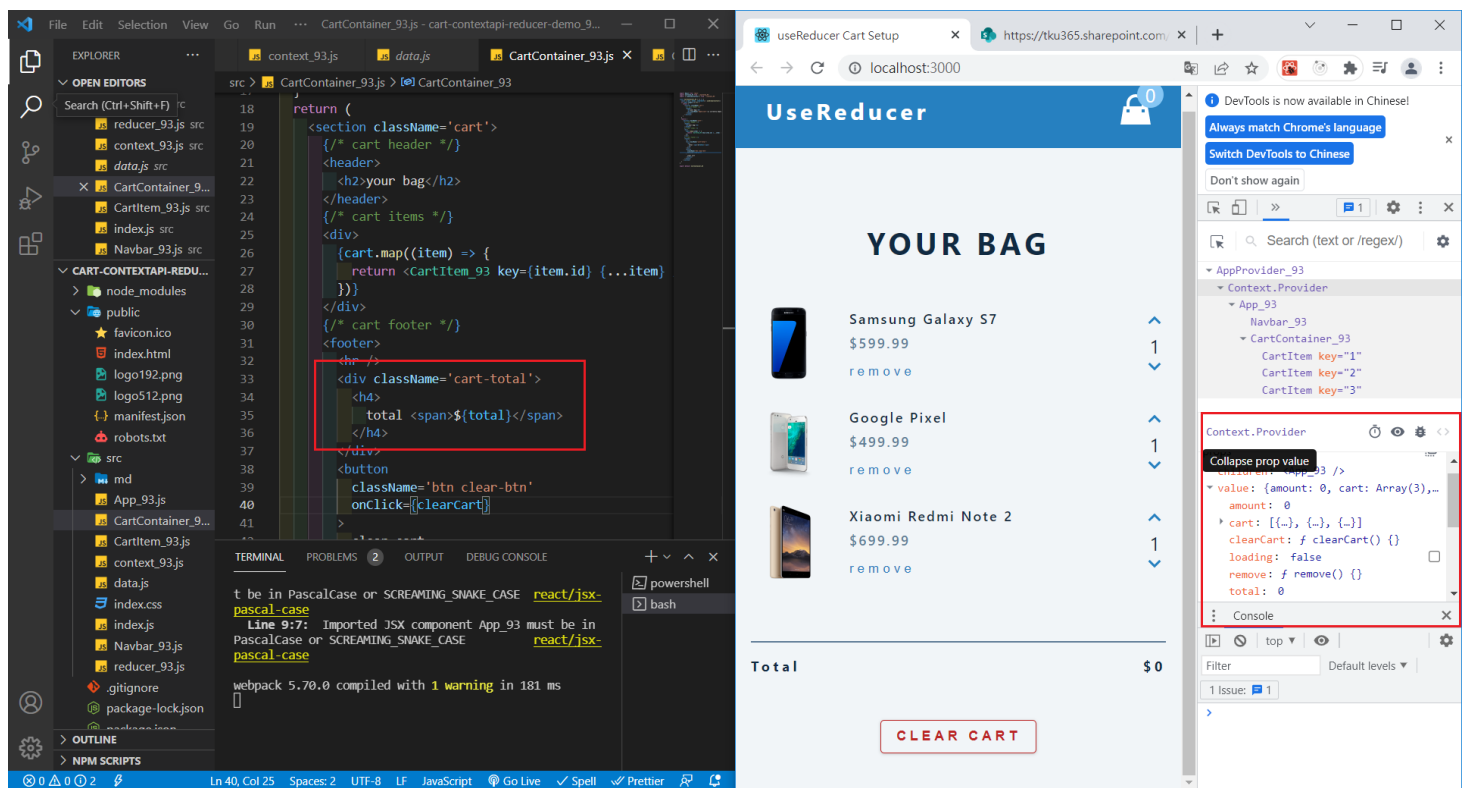 File Edit Selection View Go Run ··· CartContainer_93.js - cart-contextapi-reducer-demo_9...
EXPLORER ···
OPEN EDITORS
Search (Ctrl+Shift+F)
reducer_93.js src
context_93.js src
data.js src
CartContainer_9...
CartItem_93.js src
index.js src
Navbar_93.js src
CART-CONTEXTAPI-REDU...
node_modules
public
favicon.ico
index.html
logo192.png
logo512.png
manifest.json
robots.txt
src
md
App_93.js
CartContainer_9...
CartItem_93.js
context_93.js
data.js
index.css
index.js
Navbar_93.js
reducer_93.js
.gitignore
package-lock.json
package.json
OUTLINE
NPM SCRIPTS
context_93.js data.js CartContainer_93.js
src > CartContainer_93.js > CartContainer_93
18 return (
19 <section className='cart'>
20 {/* cart header */}
21 <header>
22 <h2>your bag</h2>
23 </header>
24 {/* cart items */}
25 <div>
26 {cart.map((item) => {
27 return <CartItem_93 key={item.id} {...item}
28 })}
29 </div>
30 {/* cart footer */}
31 <footer>
32 <hr />
33 <div className='cart-total'>
34 <h4>
35 total <span>${total}</span>
36 </h4>
37 </div>
38 <button
39 className='btn clear-btn'
40 onClick={clearCart}
41 >
TERMINAL PROBLEMS 2 OUTPUT DEBUG CONSOLE
t be in PascalCase or SCREAMING_SNAKE_CASE react/jsx-
pascal-case
Line 9:7: Imported JSX component App_93 must be in
PascalCase or SCREAMING_SNAKE_CASE react/jsx-
pascal-case
webpack 5.70.0 compiled with 1 warning in 181 ms
powershell
bash
0 0 2 Ln 40, Col 25 Spaces: 2 UTF-8 LF JavaScript Go Live Spell Prettier
useReducer Cart Setup https://tku365.sharepoint.com/
localhost:3000
UseReducer 0
YOUR BAG
Samsung Galaxy S7
$599.99 1
remove
Google Pixel
$499.99 1
remove
Xiaomi Redmi Note 2
$699.99 1
remove
Total $0
CLEAR CART
DevTools is now available in Chinese!
Always match Chrome's language
Switch DevTools to Chinese
Don't show again
1
Search (text or /regex/)
AppProvider_93
Context.Provider
App_93
Navbar_93
CartContainer_93
CartItem key="1"
CartItem key="2"
CartItem key="3"
Context.Provider
Collapse prop value
children: <App_93 />
value: {amount: 0, cart: Array(3),...
amount: 0
cart: [{…}, {…}, {…}]
clearCart: ƒ clearCart() {}
loading: false
remove: ƒ remove() {}
total: 0
Console
top
Filter Default levels
1 Issue: 1